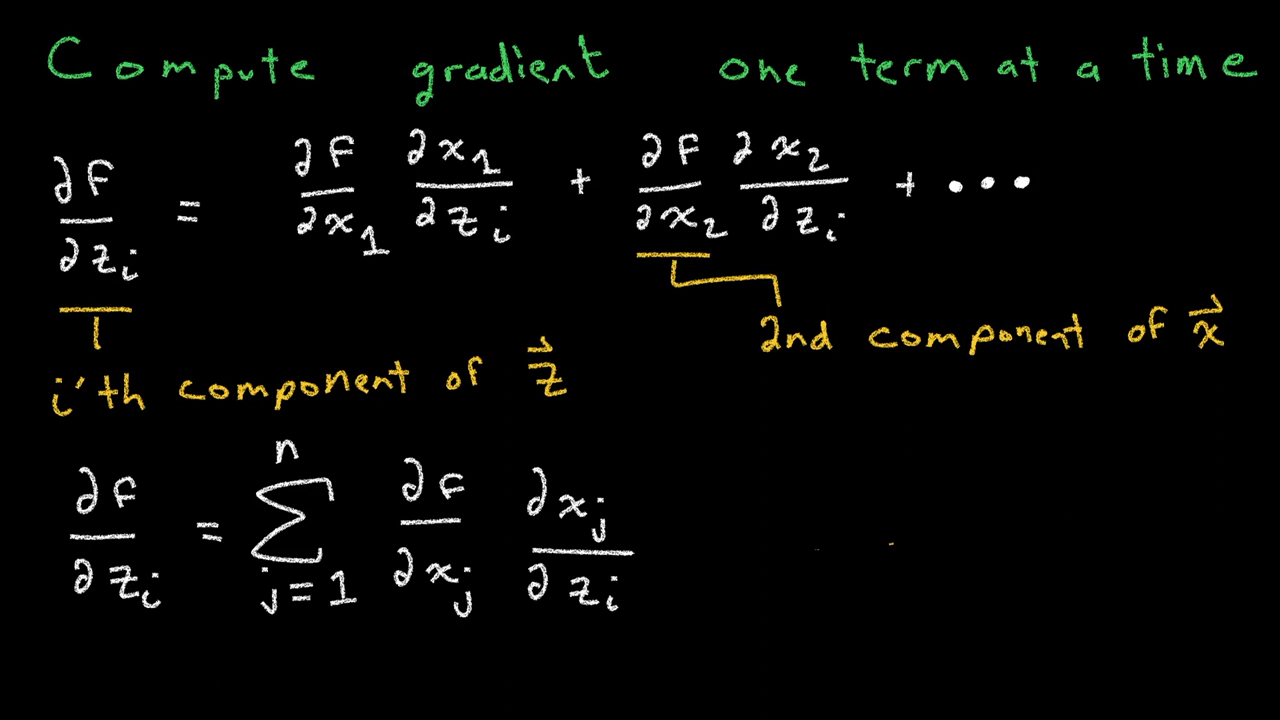 Compute gradient one term at a time
∂F/∂z_i = ∂F/∂x_1 ∂x_1/∂z_i + ∂F/∂x_2 ∂x_2/∂z_i + •••
2nd component of x⃗
i'th component of z⃗
∂F/∂z_i = ∑_{j=1}^{n} ∂F/∂x_j ∂x_j/∂z_i